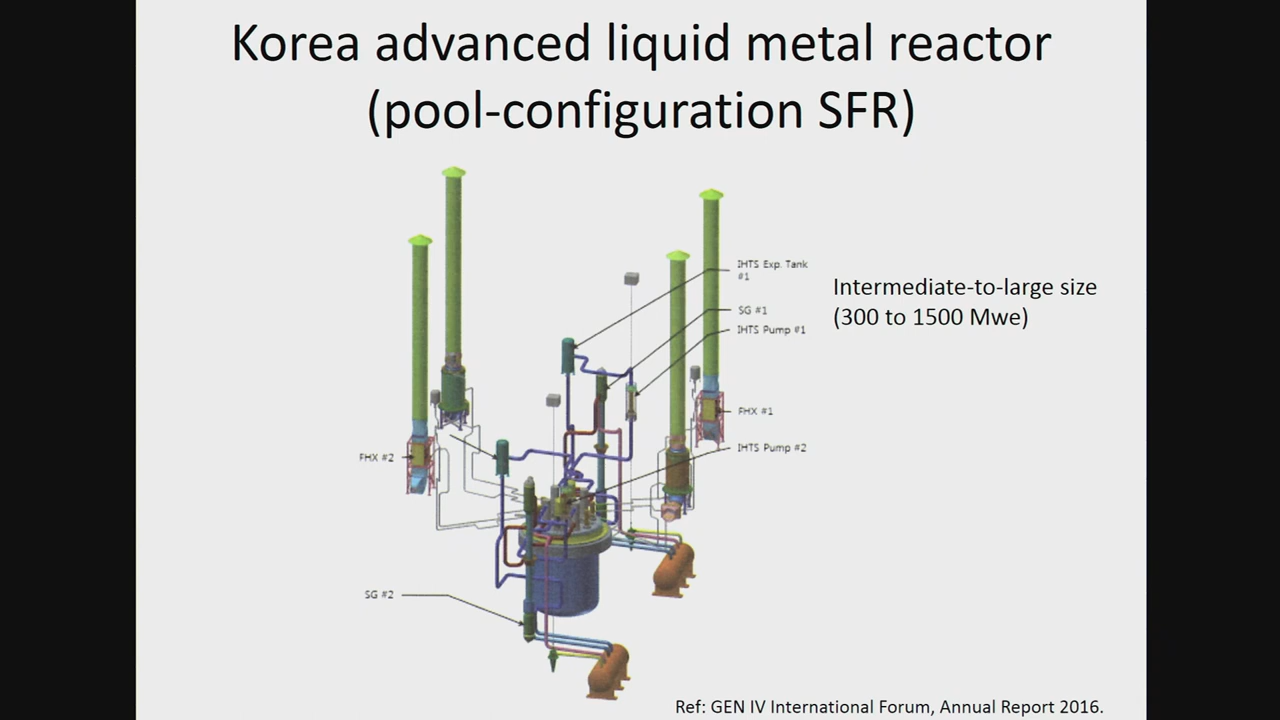 Korea advanced liquid metal reactor
(pool-configuration SFR)
IHTS Exp. Tank
#1
SG #1
IHTS Pump #1
Intermediate-to-large size
(300 to 1500 Mwe)
FHX #1
IHTS Pump #2
FHX #2
SG #2
Ref: GEN IV International Forum, Annual Report 2016.